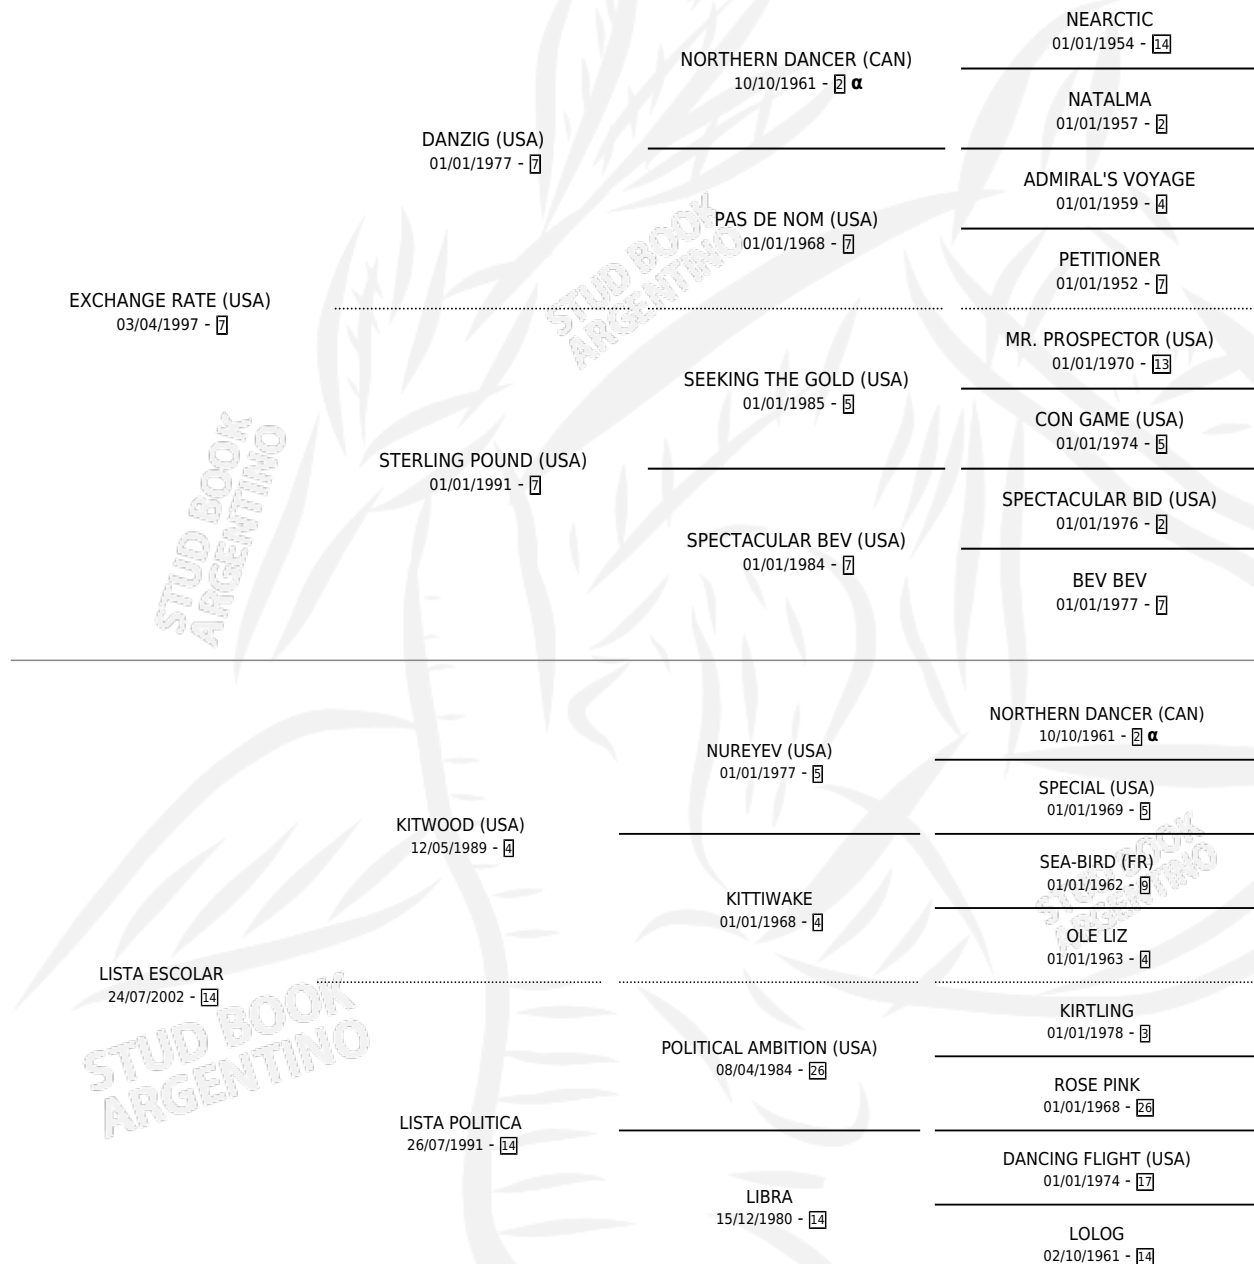 NEARCTIC
01/01/1954 - 14
NORTHERN DANCER (CAN)
10/10/1961 - 2 α
NATALMA
01/01/1957 - 2
DANZIG (USA)
01/01/1977 - 7
ADMIRAL'S VOYAGE
01/01/1959 - 4
PAS DE NOM (USA)
01/01/1968 - 7
PETITIONER
01/01/1952 - 7
EXCHANGE RATE (USA)
03/04/1997 - 7
MR. PROSPECTOR (USA)
01/01/1970 - 13
SEEKING THE GOLD (USA)
01/01/1985 - 5
CON GAME (USA)
01/01/1974 - 5
STERLING POUND (USA)
01/01/1991 - 7
SPECTACULAR BID (USA)
01/01/1976 - 2
SPECTACULAR BEV (USA)
01/01/1984 - 7
BEV BEV
01/01/1977 - 7
STUD BOOK
ARGENTINO
STUD BOOK
ARGENTINO
NORTHERN DANCER (CAN)
10/10/1961 - 2 α
NUREYEV (USA)
01/01/1977 - 5
SPECIAL (USA)
01/01/1969 - 5
KITWOOD (USA)
12/05/1989 - 4
SEA-BIRD (FR)
01/01/1962 - 9
KITTIWAKE
01/01/1968 - 4
OLE LIZ
01/01/1963 - 4
LISTA ESCOLAR
24/07/2002 - 14
KIRTLING
01/01/1978 - 3
POLITICAL AMBITION (USA)
08/04/1984 - 26
ROSE PINK
01/01/1968 - 26
LISTA POLITICA
26/07/1991 - 14
DANCING FLIGHT (USA)
01/01/1974 - 17
LIBRA
15/12/1980 - 14
LOLOG
02/10/1961 - 14
STUD BOOK
ARGENTINO
STUD BOOK
ARGENTINO